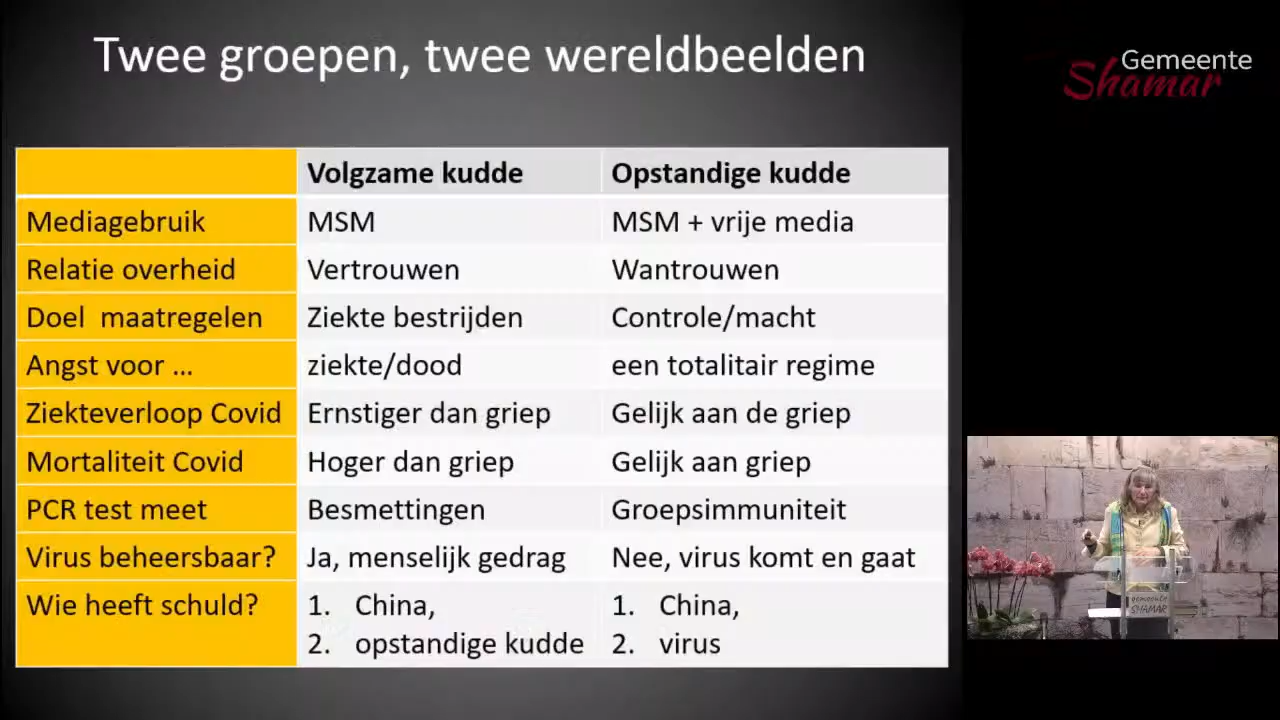 Twee groepen, twee wereldbeelden
Gemeente
Shamar
Volgzame kudde Opstandige kudde
Mediagebruik MSM MSM + vrije media
Relatie overheid Vertrouwen Wantrouwen
Doel maatregelen Ziekte bestrijden Controle/macht
Angst voor ... ziekte/dood een totalitair regime
Ziekteverloop Covid Ernstiger dan griep Gelijk aan de griep
Mortaliteit Covid Hoger dan griep Gelijk aan griep
PCR test meet Besmettingen Groepsimmuniteit
Virus beheersbaar? Ja, menselijk gedrag Nee, virus komt en gaat
Wie heeft schuld? 1. China, 1. China,
2. opstandige kudde 2. virus
gemeente
SHAMAR